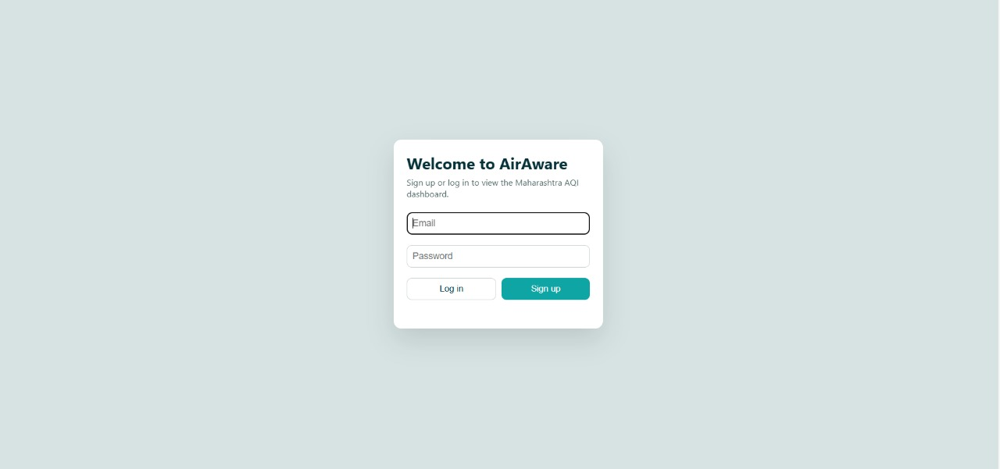 Welcome to AirAware
Sign up or log in to view the Maharashtra AQI
dashboard.
Email
Password
Log in
Sign up